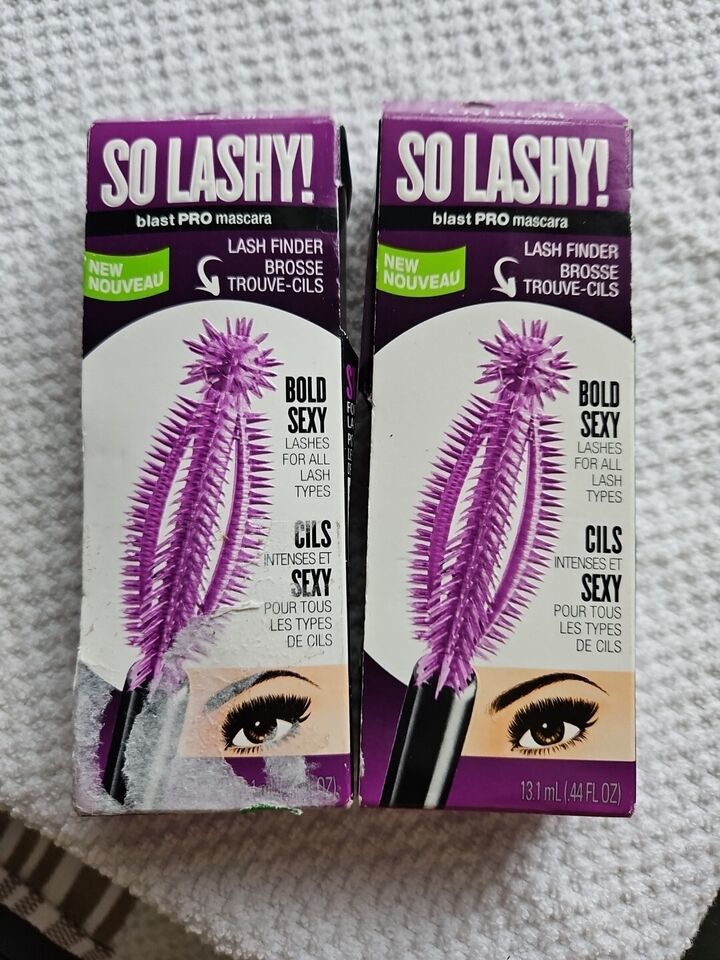 SO LASHY!
blast PRO mascara
LASH FINDER
BROSSE
TROUVE-CILS
NEW
NOUVEAU
BOLD
SEXY
LASHES
FOR ALL
LASH
TYPES
CILS
INTENSES ET
SEXY
POUR TOUS
LES TYPES
DE CILS
OZ)
SO LASHY!
blast PRO mascara
LASH FINDER
BROSSE
TROUVE-CILS
NEW
NOUVEAU
BOLD
SEXY
LASHES
FOR ALL
LASH
TYPES
CILS
INTENSES ET
SEXY
POUR TOUS
LES TYPES
DE CILS
13.1 mL (.44 FL OZ)